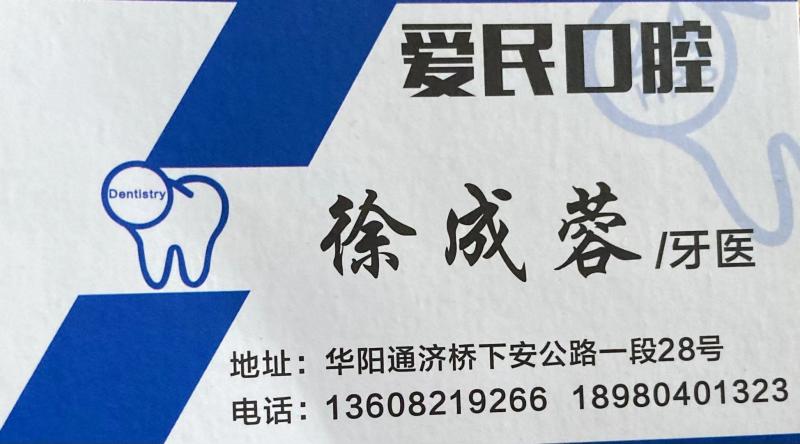 爱民口腔
Dentistry
徐成蓉/牙医
地址：华阳通济桥下安公路一段28号
电话：13608219266 18980401323